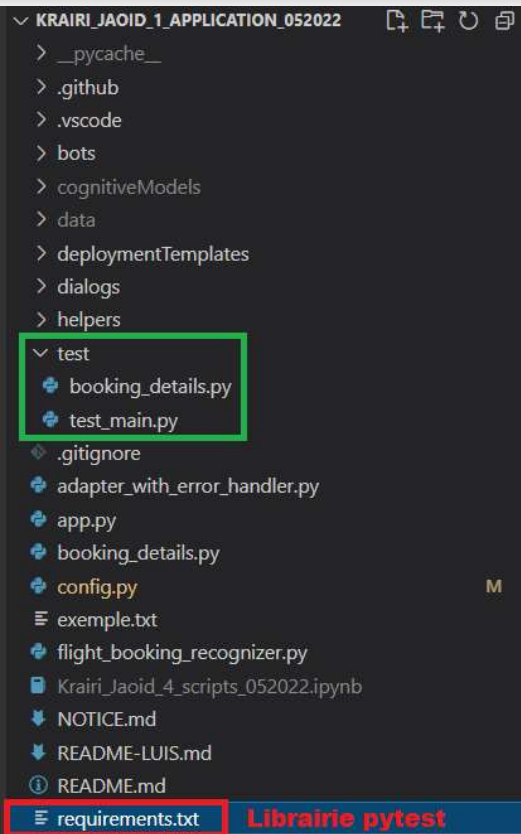 KRAIRI_JAOID_1_APPLICATION_052022
__pycache__
.github
.vscode
bots
cognitiveModels
data
deploymentTemplates
dialogs
helpers
test
booking_details.py
test_main.py
.gitignore
adapter_with_error_handler.py
app.py
booking_details.py
config.py M
exemple.txt
flight_booking_recognizer.py
Krairi_Jaoid_4_scripts_052022.ipynb
NOTICE.md
README-LUIS.md
README.md
requirements.txt Librairie pytest